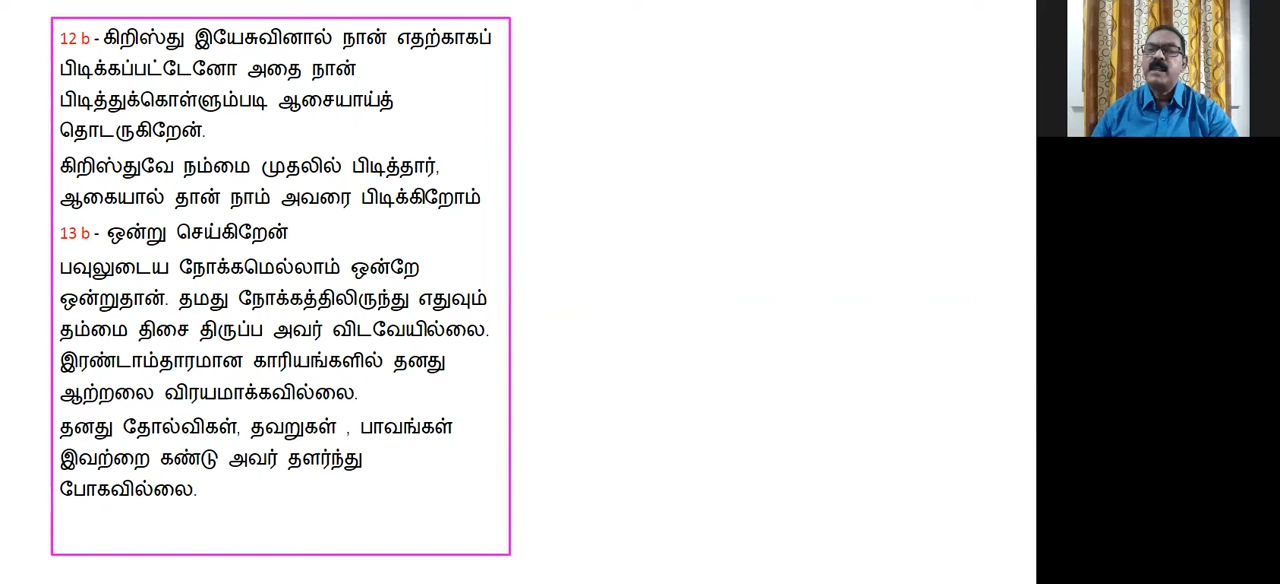 12 b - கிறிஸ்து இயேசுவினால் நான் எதற்காகப்
பிடிக்கப்பட்டேனோ அதை நான்
பிடித்துக்கொள்ளும்படி ஆசையாய்த்
தொடருகிறேன்.
கிறிஸ்துவே நம்மை முதலில் பிடித்தார்,
ஆகையால் தான் நாம் அவரை பிடிக்கிறோம்
13 b - ஒன்று செய்கிறேன்
பவுலுடைய நோக்கமெல்லாம் ஒன்றே
ஒன்றுதான். தமது நோக்கத்திலிருந்து எதுவும்
தம்மை திசை திருப்ப அவர் விடவேயில்லை.
இரண்டாம்தாரமான காரியங்களில் தனது
ஆற்றலை விரயமாக்கவில்லை.
தனது தோல்விகள், தவறுகள் , பாவங்கள்
இவற்றை கண்டு அவர் தளர்ந்து
போகவில்லை.